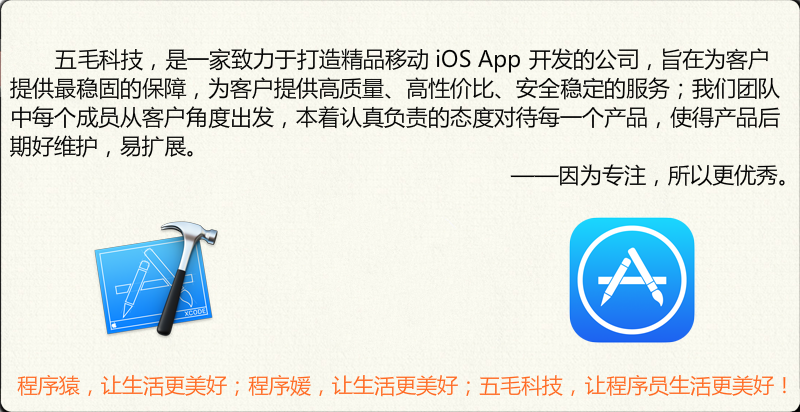 五毛科技，是一家致力于打造精品移动 iOS App 开发的公司，旨在为客户
提供最稳固的保障，为客户提供高质量、高性价比、安全稳定的服务；我们团队
中每个成员从客户角度出发，本着认真负责的态度对待每一个产品，使得产品后
期好维护，易扩展。
——因为专注，所以更优秀。
XCODE
程序猿，让生活更美好；程序媛，让生活更美好；五毛科技，让程序员生活更美好！